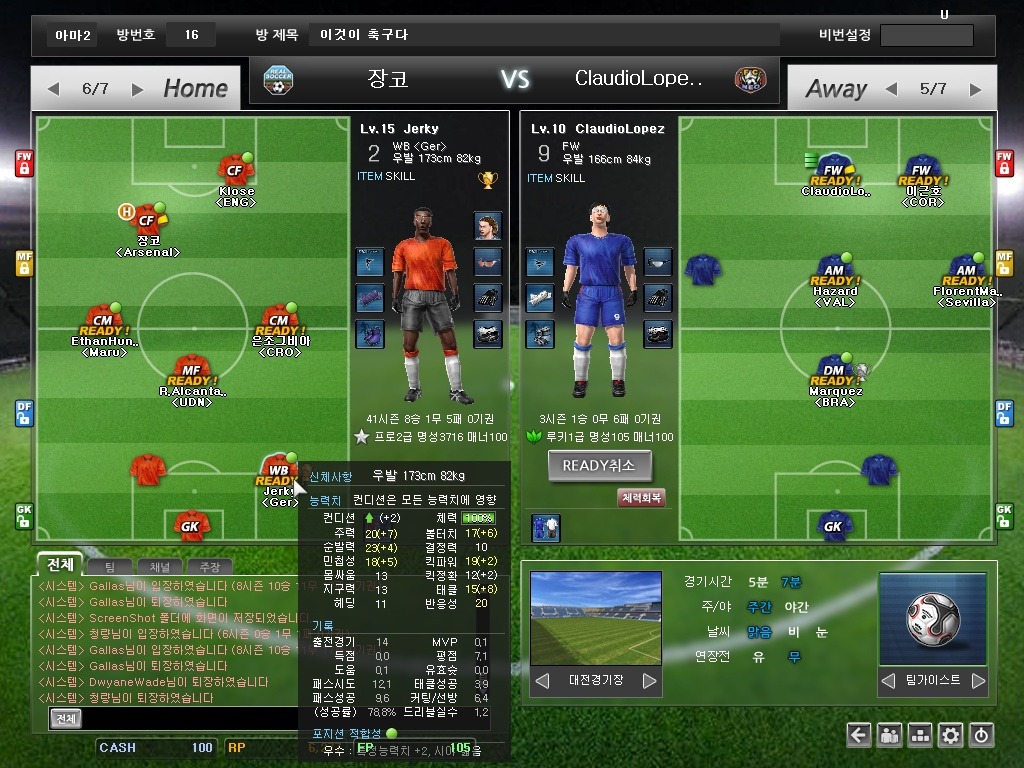 U
아마2 방번호 16 방 제목 이것이 축구다 비번설정
6/7 Home 장코 VS ClaudioLope.. Away 5/7
FW
MF
DF
GK
CF
Klose
<ENG>
H CF
장코
<Arsenal>
CM
READY!
EthanHun..
<Maru>
CM
READY!
은조그비아
<CRO>
MF
READY!
R.Alcanta..
<UDN>
WB
READY!
Jerky
<Ger>
GK
Lv.15 Jerky
2 WB <Ger>
우발 173cm 82kg
ITEM SKILL
41시즌 8승 1무 5패 0기권
프로2급 명성3716 매너100
Lv.10 ClaudioLopez
9 FW
우발 166cm 84kg
ITEM SKILL
9
3시즌 1승 0무 6패 0기권
루키1급 명성105 매너100
READY취소
체력회복
FW
READY!
ClaudioLo..
FW
READY!
이군호
<COR>
AM
READY!
Hazard
<VAL>
AM
READY!
FlorentMa..
<Sevilla>
DM
READY!
Marquez
<BRA>
GK
FW
MF
DF
GK
신체사항 우발 173cm 82kg
능력치 컨디션은 모든 능력치에 영향
컨디션 (+2) 체력 100%
주력 20(+7) 볼터치 17(+6)
순발력 23(+4) 결정력 10
민첩성 18(+5) 킥파워 19(+2)
몸싸움 13 킥정확 12(+2)
지구력 13 태클 15(+8)
헤딩 11 반응성 20
기록
출전경기 14 MVP 0,1
득점 0,0 평점 7,1
도움 0,1 유효슛 0,0
패스시도 12,1 태클성공 3,9
패스성공 9,6 커팅/선방 6,4
(성공률) 78,8% 드리블실수 1,2
포지션 적합성
우수 :
전체 팀 채널 주장
<시스템> Gallas님이 입장하였습니다 (8시즌 10승
<시스템> Gallas님이 퇴장하였습니다
<시스템> ScreenShot 폴더에 화면이 저장되었습니다
<시스템> 청량님이 입장하였습니다 (6시즌 0승 1무
<시스템> Gallas님이 입장하였습니다 (8시즌 10승
<시스템> Gallas님이 퇴장하였습니다
<시스템> DwyaneWade님이 퇴장하였습니다
<시스템> 청량님이 퇴장하였습니다
전체
CASH 100 RP EP 105
경기시간 5분 7분
주/야 주간 야간
날씨 맑음 비 눈
연장전 유 무
대전경기장
팀가이스트